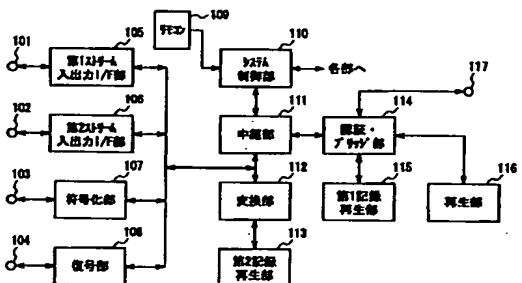 109
リモコン
101
105
第1ストリーム
入出力I/F部
110
システム
制御部
各部へ
117
102
106
第2ストリーム
入出力I/F部
111
中継部
114
認証・
ブリッジ部
103
107
符号化部
112
変換部
115
第1記録
再生部
116
再生部
104
108
復号部
113
第2記録
再生部